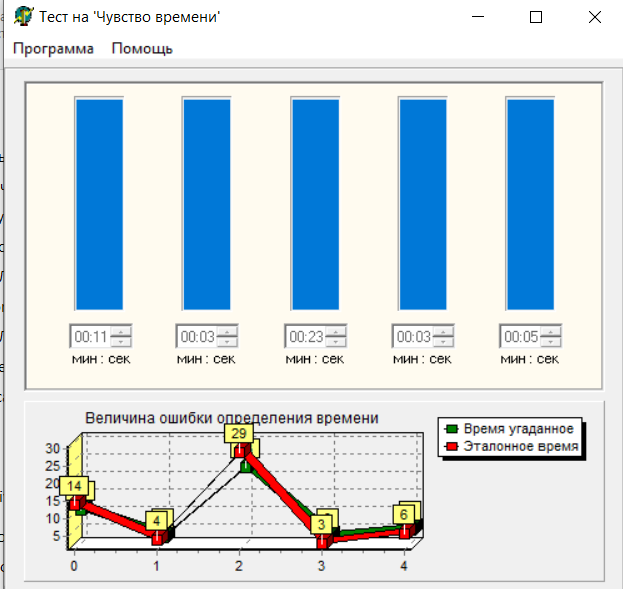 Тест на 'Чувство времени'
Программа Помощь
00:11 00:03 00:23 00:03 00:05
мин : сек мин : сек мин : сек мин : сек мин : сек
Величина ошибки определения времени
Время угаданное
Эталонное время
30
25
20
15
10
5
14
4
29
3
6
0 1 2 3 4